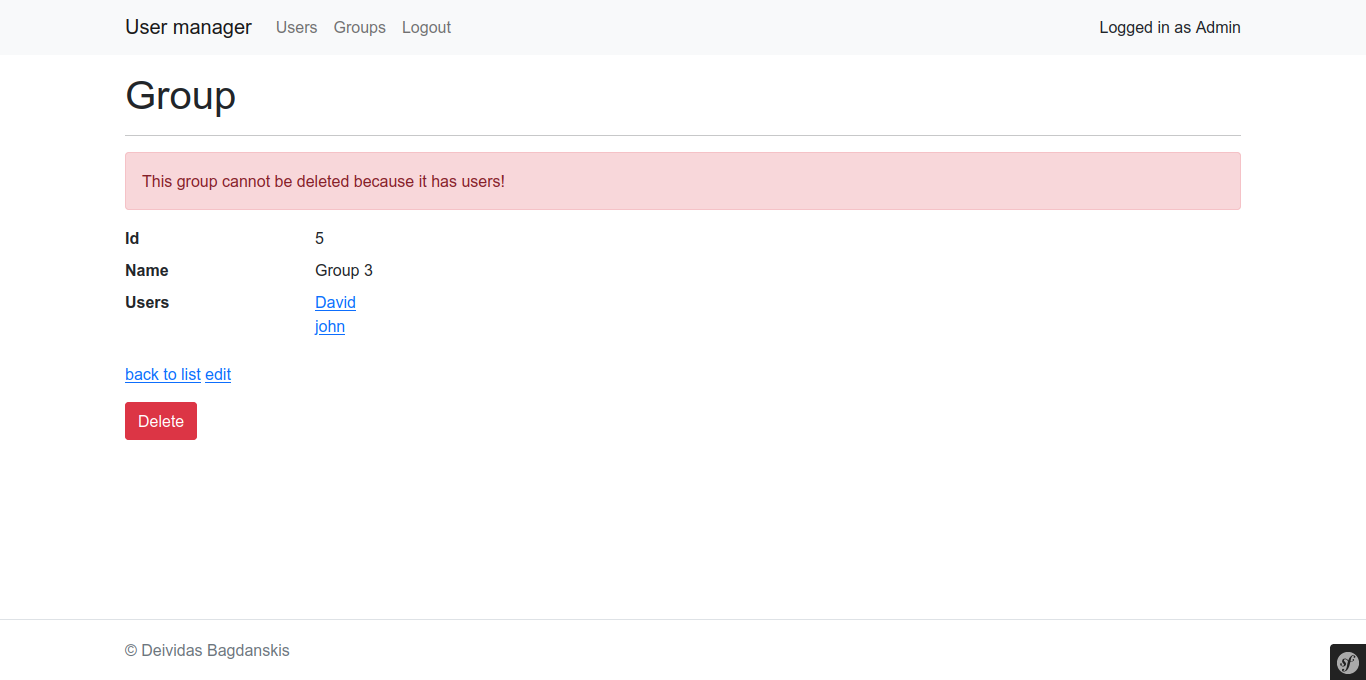 User manager Users Groups Logout Logged in as Admin
Group
This group cannot be deleted because it has users!
Id 5
Name Group 3
Users David
john
back to list edit
Delete
© Deividas Bagdanskis
sf